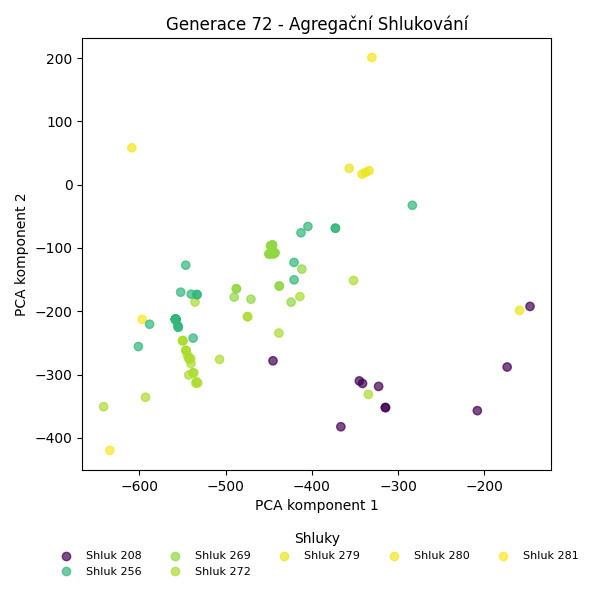 Generace 72 - Agregační Shlukování
PCA komponent 2
200
100
0
−100
−200
−300
−400
−600
−500
−400
−300
−200
PCA komponent 1
Shluky
Shluk 208
Shluk 269
Shluk 279
Shluk 280
Shluk 281
Shluk 256
Shluk 272